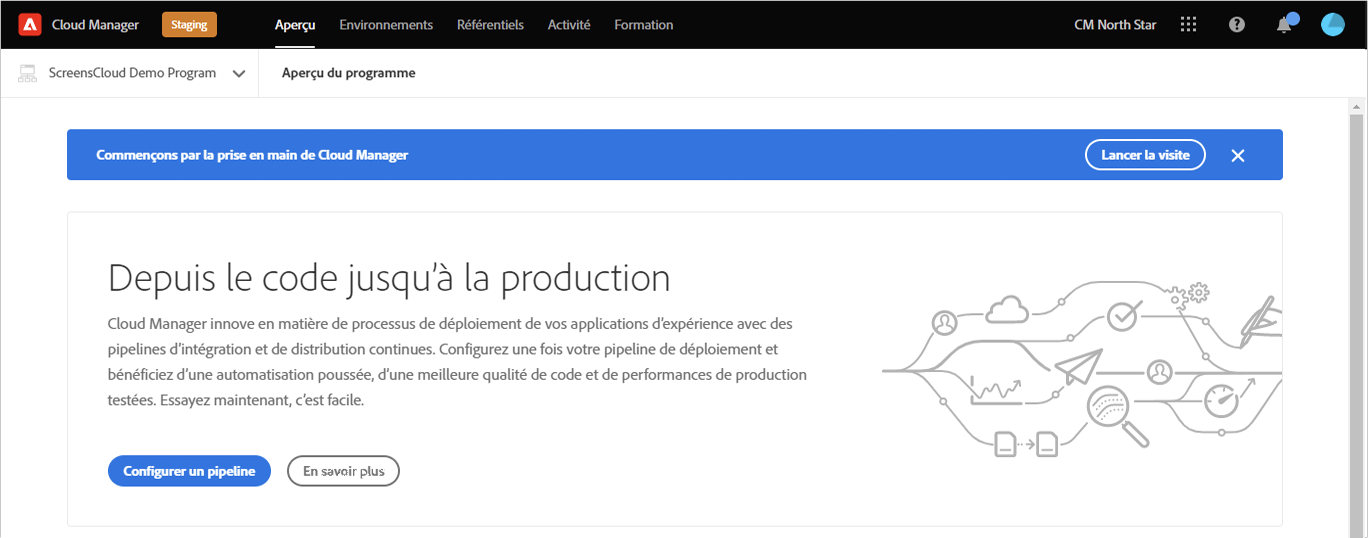 Cloud Manager
Staging
Aperçu
Environnements
Référentiels
Activité
Formation
CM North Star
ScreensCloud Demo Program
Aperçu du programme
Commençons par la prise en main de Cloud Manager
Lancer la visite
Depuis le code jusqu’à la production
Cloud Manager innove en matière de processus de déploiement de vos applications d’expérience avec des
pipelines d’intégration et de distribution continues. Configurez une fois votre pipeline de déploiement et
bénéficiez d’une automatisation poussée, d’une meilleure qualité de code et de performances de production
testées. Essayez maintenant, c’est facile.
Configurer un pipeline
En savoir plus